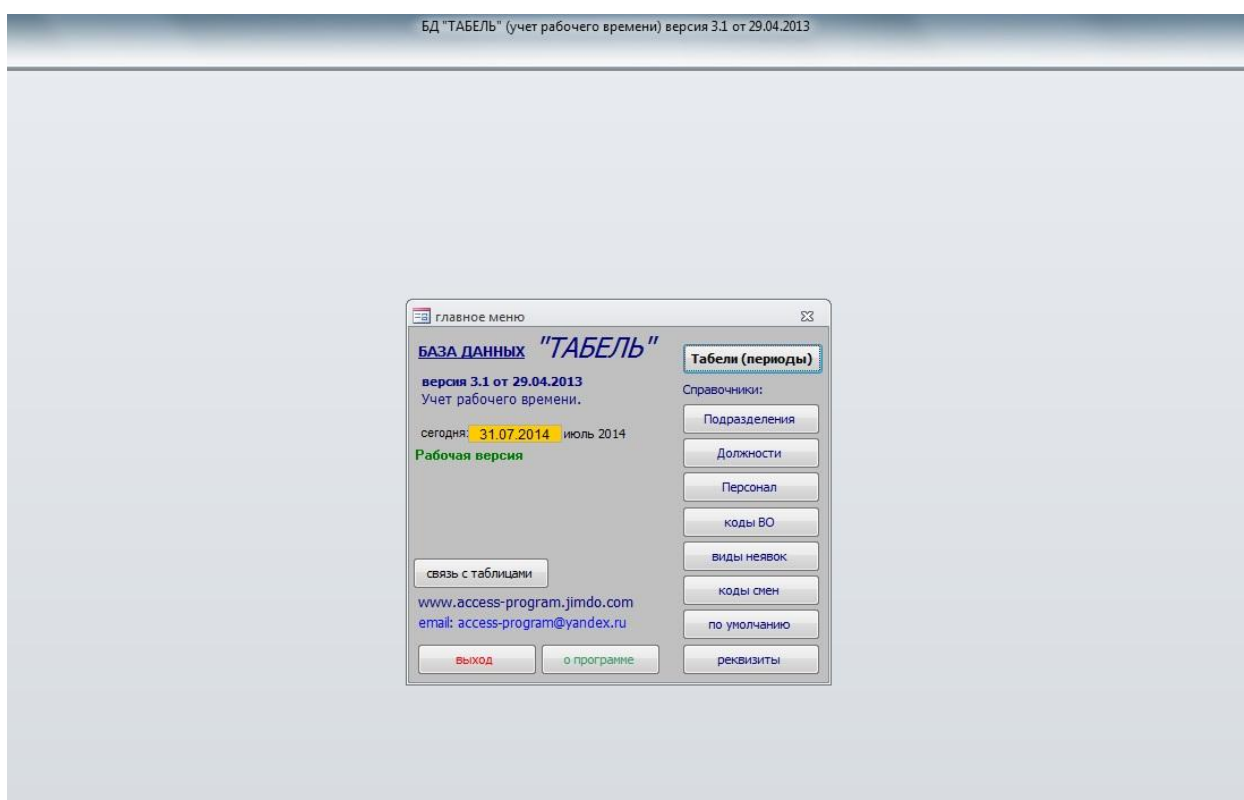 БД "ТАБЕЛЬ" (учет рабочего времени) версия 3.1 от 29.04.2013
главное меню
БАЗА ДАННЫХ "ТАБЕЛЬ"
версия 3.1 от 29.04.2013
Учет рабочего времени.
сегодня: 31.07.2014 июль 2014
Рабочая версия
связь с таблицами
www.access-program.jimdo.com
email: access-program@yandex.ru
выход
о программе
Табели (периоды)
Справочники:
Подразделения
Должности
Персонал
коды ВО
виды неявок
коды смен
по умолчанию
реквизиты